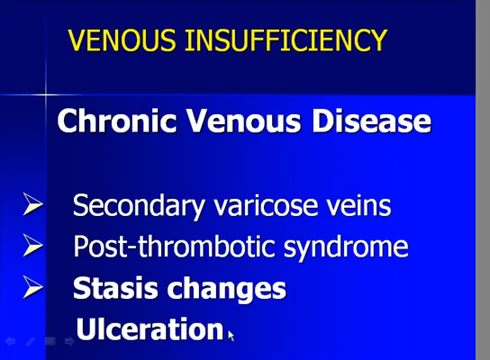 VENOUS INSUFFICIENCY
Chronic Venous Disease
Secondary varicose veins
Post-thrombotic syndrome
Stasis changes
Ulceration